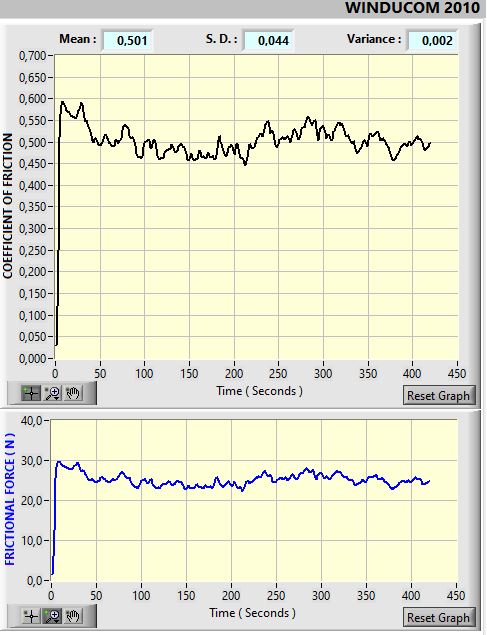 WINDUCOM 2010
Mean : 0,501 S. D. : 0,044 Variance : 0,002
COEFFICIENT OF FRICTION
0,700
0,650
0,600
0,550
0,500
0,450
0,400
0,350
0,300
0,250
0,200
0,150
0,100
0,050
0,000
0 50 100 150 200 250 300 350 400 450
Time ( Seconds )
Reset Graph
FRICTIONAL FORCE ( N )
40,0
30,0
20,0
10,0
0,0
0 50 100 150 200 250 300 350 400 450
Time ( Seconds )
Reset Graph